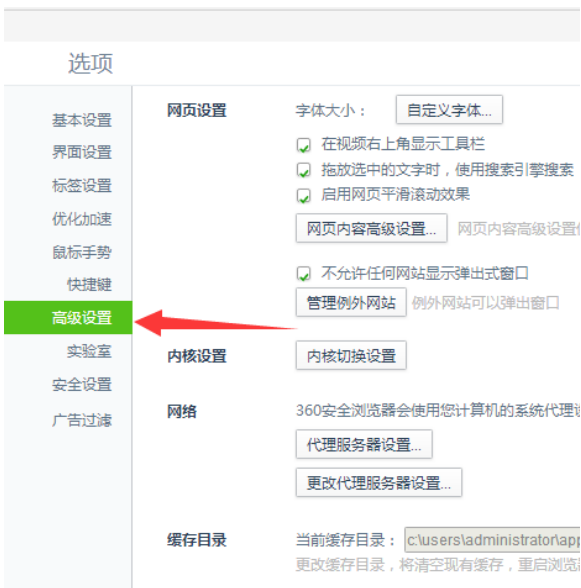 选项
基本设置
界面设置
标签设置
优化加速
鼠标手势
快捷键
高级设置
实验室
安全设置
广告过滤
网页设置 字体大小： 自定义字体...
在视频右上角显示工具栏
拖放选中的文字时，使用搜索引擎搜索
启用网页平滑滚动效果
网页内容高级设置... 网页内容高级设置
不允许任何网站显示弹出式窗口
管理例外网站 例外网站可以弹出窗口
内核设置 内核切换设置
网络 360安全浏览器会使用您计算机的系统代理
代理服务器设置...
更改代理服务器设置...
缓存目录 当前缓存目录： c:\users\administrator\app
更改缓存目录，将清空现有缓存，重启浏览